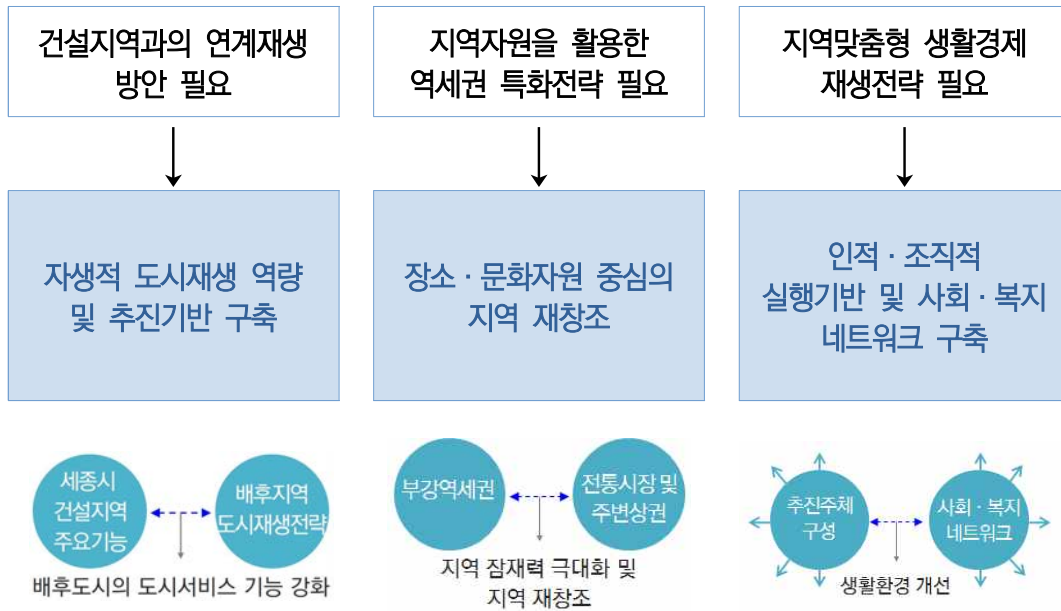 건설지역과의 연계재생
방안 필요
지역자원을 활용한
역세권 특화전략 필요
지역맞춤형 생활경제
재생전략 필요
자생적 도시재생 역량
및 추진기반 구축
장소·문화자원 중심의
지역 재창조
인적·조직적
실행기반 및 사회·복지
네트워크 구축
세종시
건설지역
주요기능
배후지역
도시재생전략
배후도시의 도시서비스 기능 강화
부강역세권
전통시장 및
주변상권
지역 잠재력 극대화 및
지역 재창조
추진주체
구성
사회·복지
네트워크
생활환경 개선